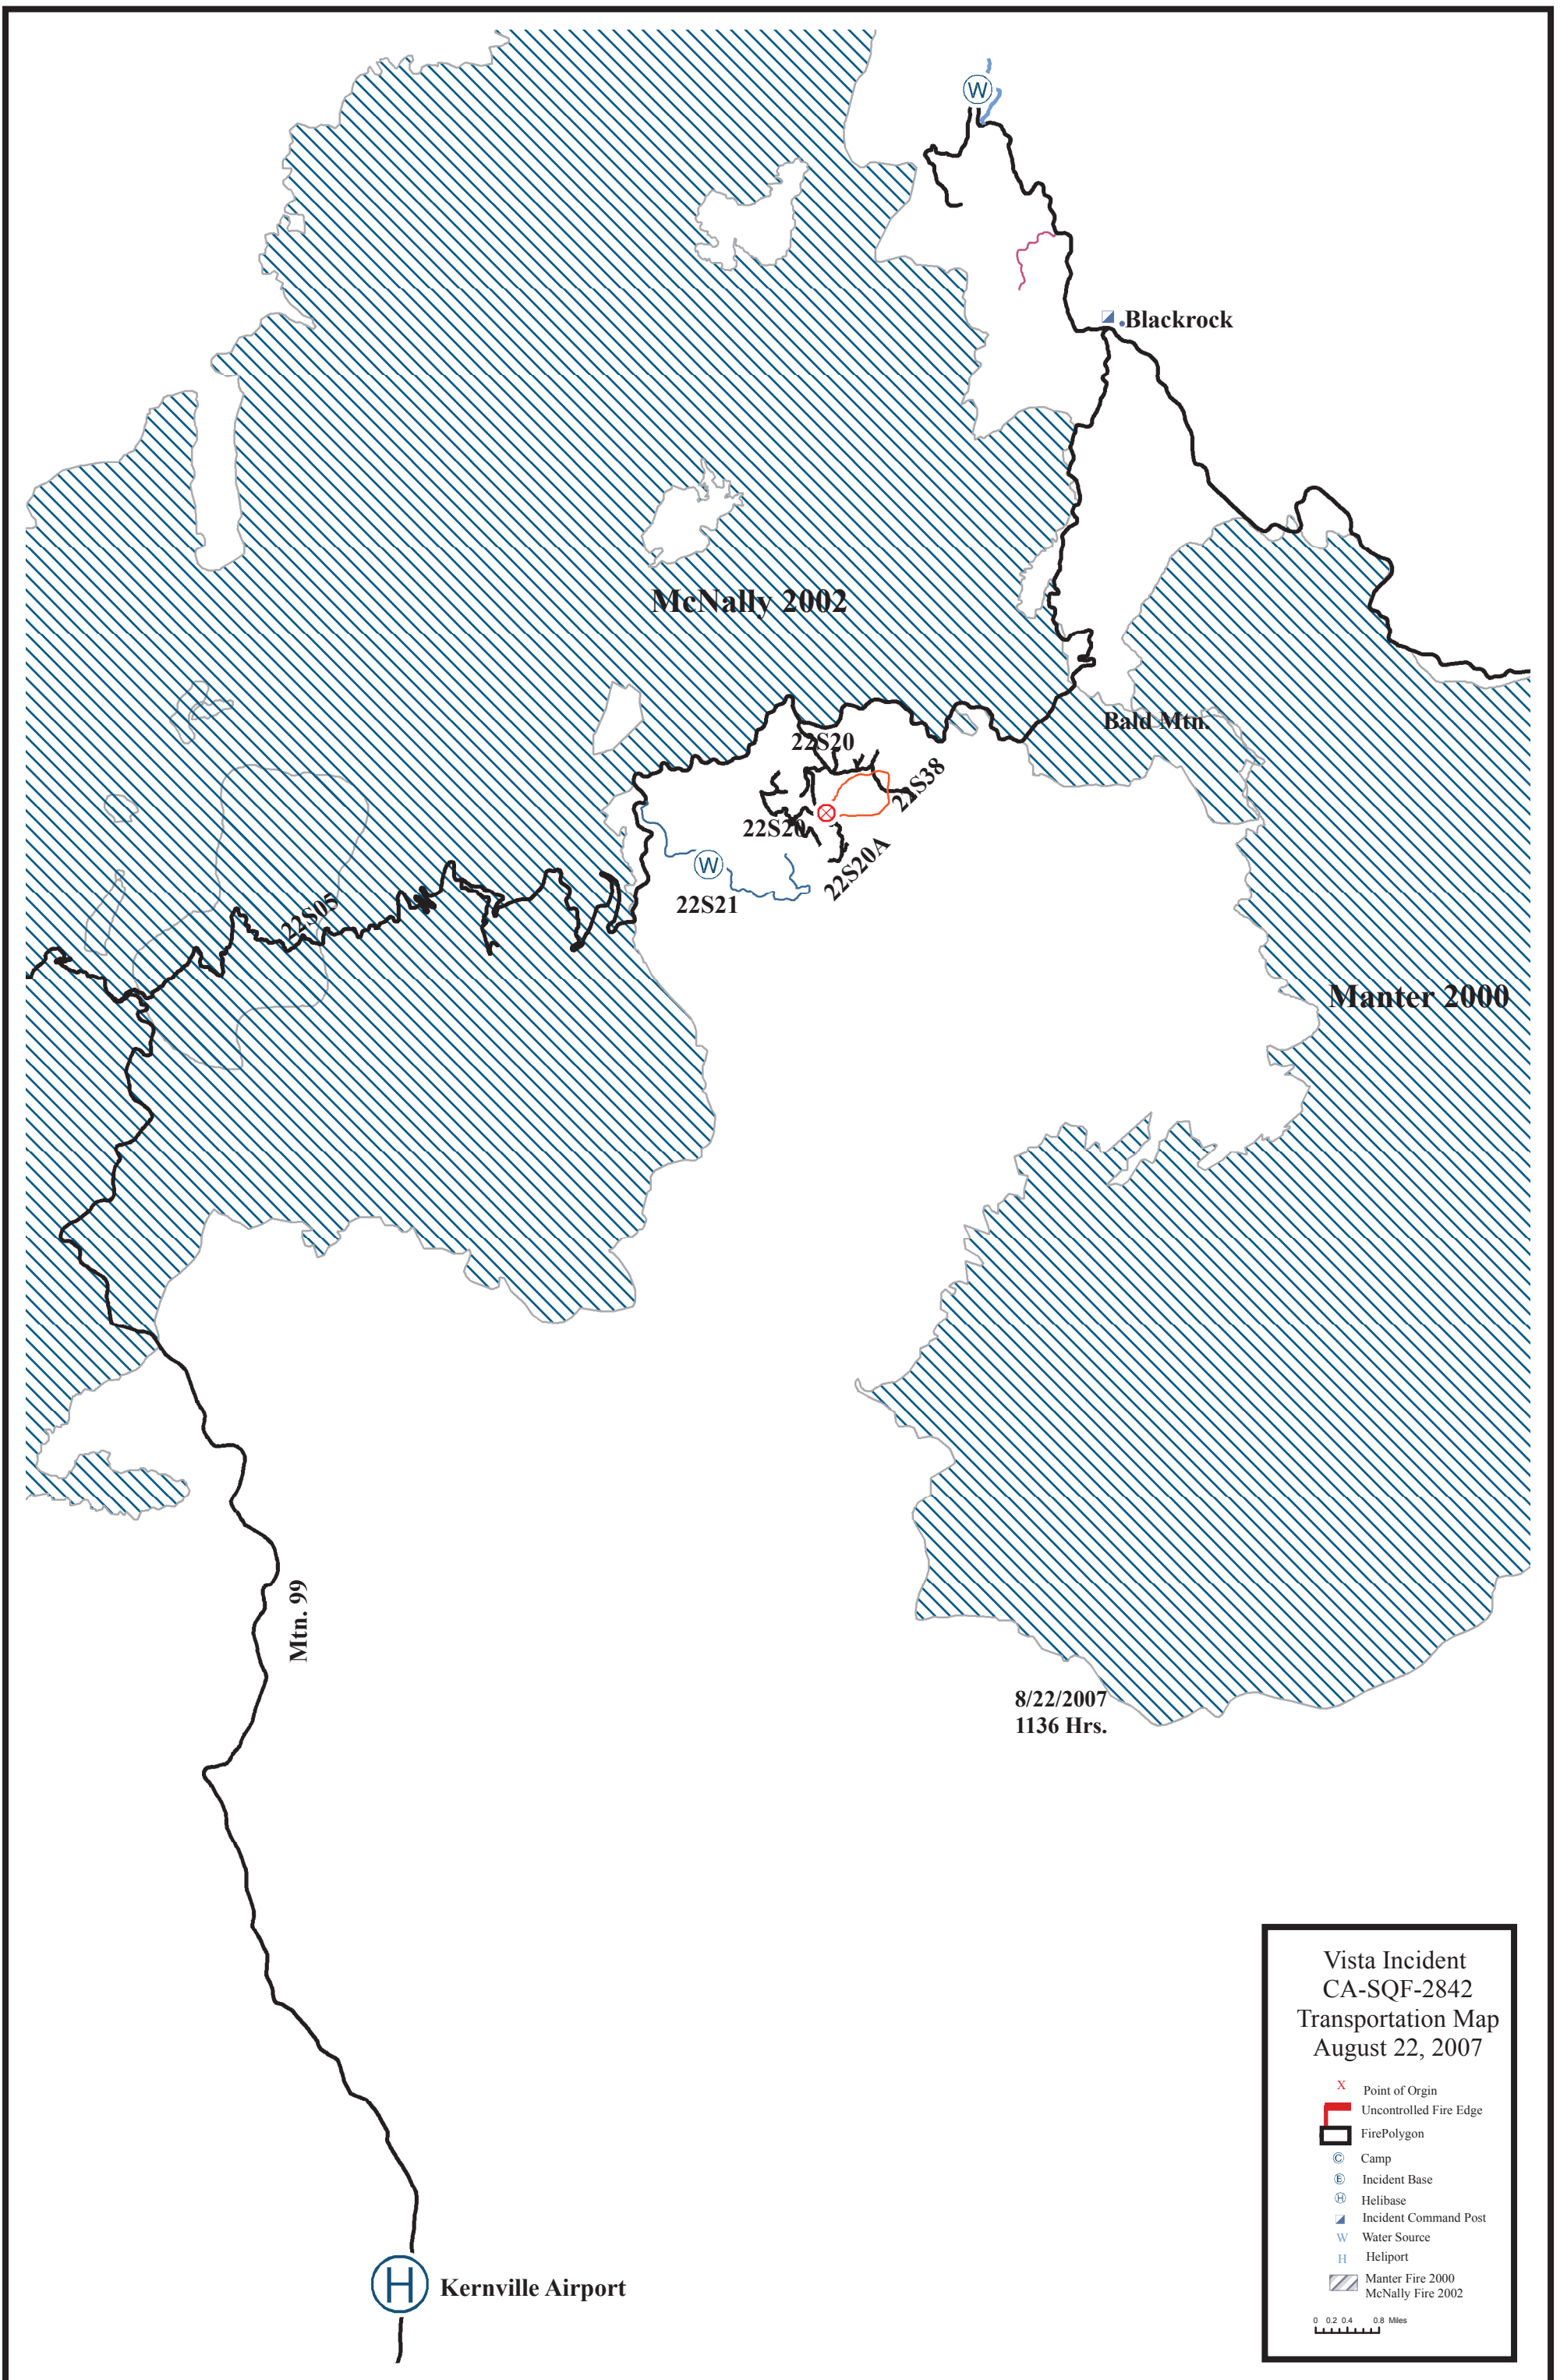 W
.Blackrock
McNally 2002
Bald Mtn.
22S20
22S38
22S20
22S20A
W
22S21
22S05
Manter 2000
Mtn. 99
8/22/2007
1136 Hrs.
H Kernville Airport
Vista Incident
CA-SQF-2842
Transportation Map
August 22, 2007
X Point of Orgin
Uncontrolled Fire Edge
FirePolygon
C Camp
E Incident Base
H Helibase
Incident Command Post
W Water Source
H Heliport
Manter Fire 2000
McNally Fire 2002
0 0.2 0.4 0.8 Miles